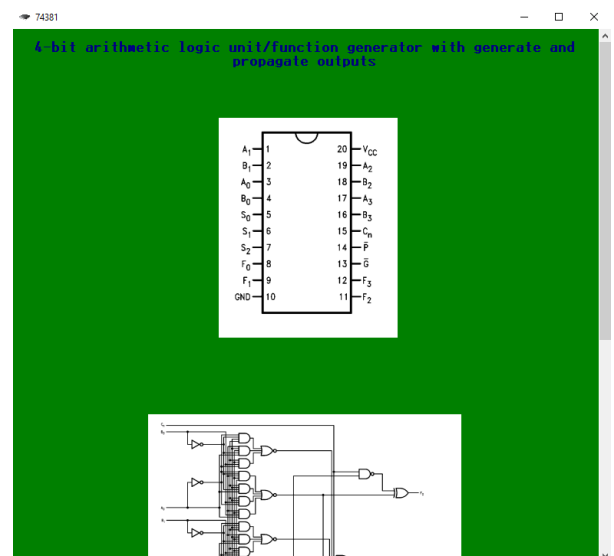 74381
4-bit arithmetic logic unit/function generator with generate and
propagate outputs
A1 1 20 VCC
B1 2 19 A2
A0 3 18 B2
B0 4 17 A3
S0 5 16 B3
S1 6 15 Cn
S2 7 14 P̅
F0 8 13 G̅
F1 9 12 F3
GND 10 11 F2